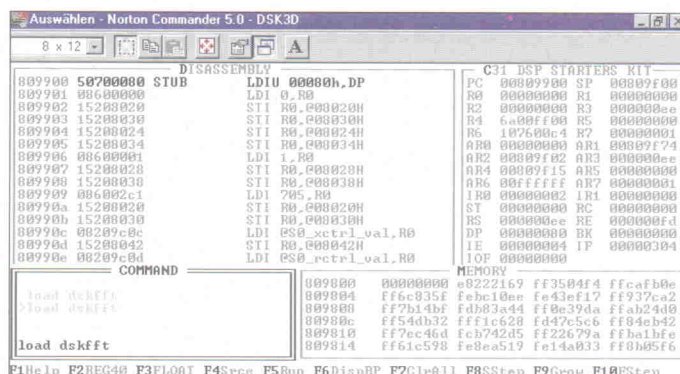 Auswählen - Norton Commander 5.0 - DSK3D
8 x 12
A
DISASSEMBLY
809900 50700080 STUB LDIU 00080h,DP
809901 08600000 LDI 0,R0
809902 15208020 STI R0,@08020H
809903 15208030 STI R0,@08030H
809904 15208024 STI R0,@08024H
809905 15208034 STI R0,@08034H
809906 08600001 LDI 1,R0
809907 15208028 STI R0,@08028H
809908 15208038 STI R0,@08038H
809909 086002c1 LDI 705,R0
80990a 15208020 STI R0,@08020H
80990b 15208030 STI R0,@08030H
80990c 08209c0c LDI @S0_xctrl_val,R0
80990d 15208042 STI R0,@08042H
80990e 08209c0d LDI @S0_rctrl_val,R0
C31 DSP STARTERS KIT
PC 00809900 SP 00809f00
R0 00000000 R1 00000000
R2 00000000 R3 000000ee
R4 6a00ff00 R5 00000000
R6 107600c4 R7 00000001
AR0 00000000 AR1 00809f74
AR2 00809f02 AR3 000000ee
AR4 00809f15 AR5 00000000
AR6 00ffffff AR7 00000001
IR0 00000002 IR1 00000000
ST 00000000 RC 00000000
RS 000000ee RE 000000fd
DP 00000080 BK 00000000
IE 00000004 IF 00000304
IOF 00000000
COMMAND
load dskfft
>load dskfft
load dskfft
MEMORY
809800 00000000 e8222169 ff3504f4 ffcafb0e
809804 ff6c835f febc10ee fe43ef17 ff937ca2
809808 ff7b14bf fdb83a44 ff0e39da ffab24d0
80980c ff54db32 fff1c628 fd47c5c6 ff84eb42
809810 ff7ec46d fcb742d5 ff22679a ffba1bfe
809814 ff61c598 fe8ea519 fe14a033 ff8b05f6
F1Help F2REG40 F3FLOAT F4Srce F5Run F6DispBP F7ClrAll F8SStep F9Grow F10FStep